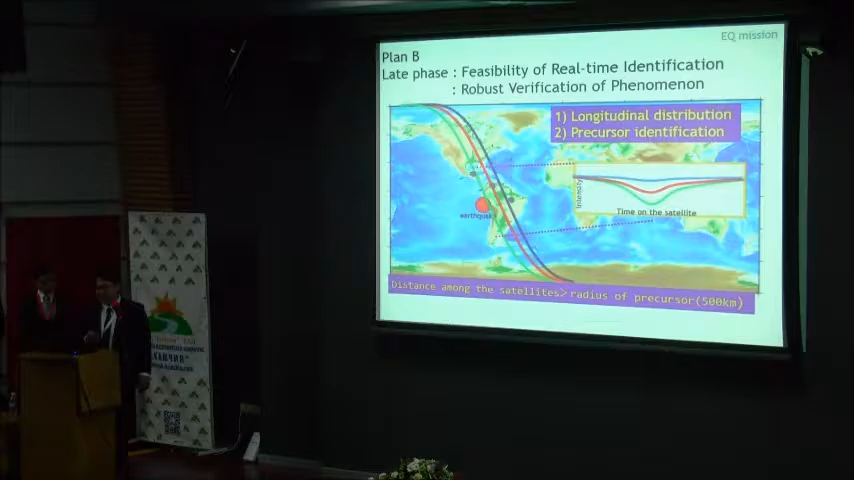 EQ mission
Plan B
Late phase : Feasibility of Real-time Identification
: Robust Verification of Phenomenon
1) Longitudinal distribution
2) Precursor identification
Intensity
Time on the satellite
earthquake
Distance among the satellites> radius of precursor(500km)